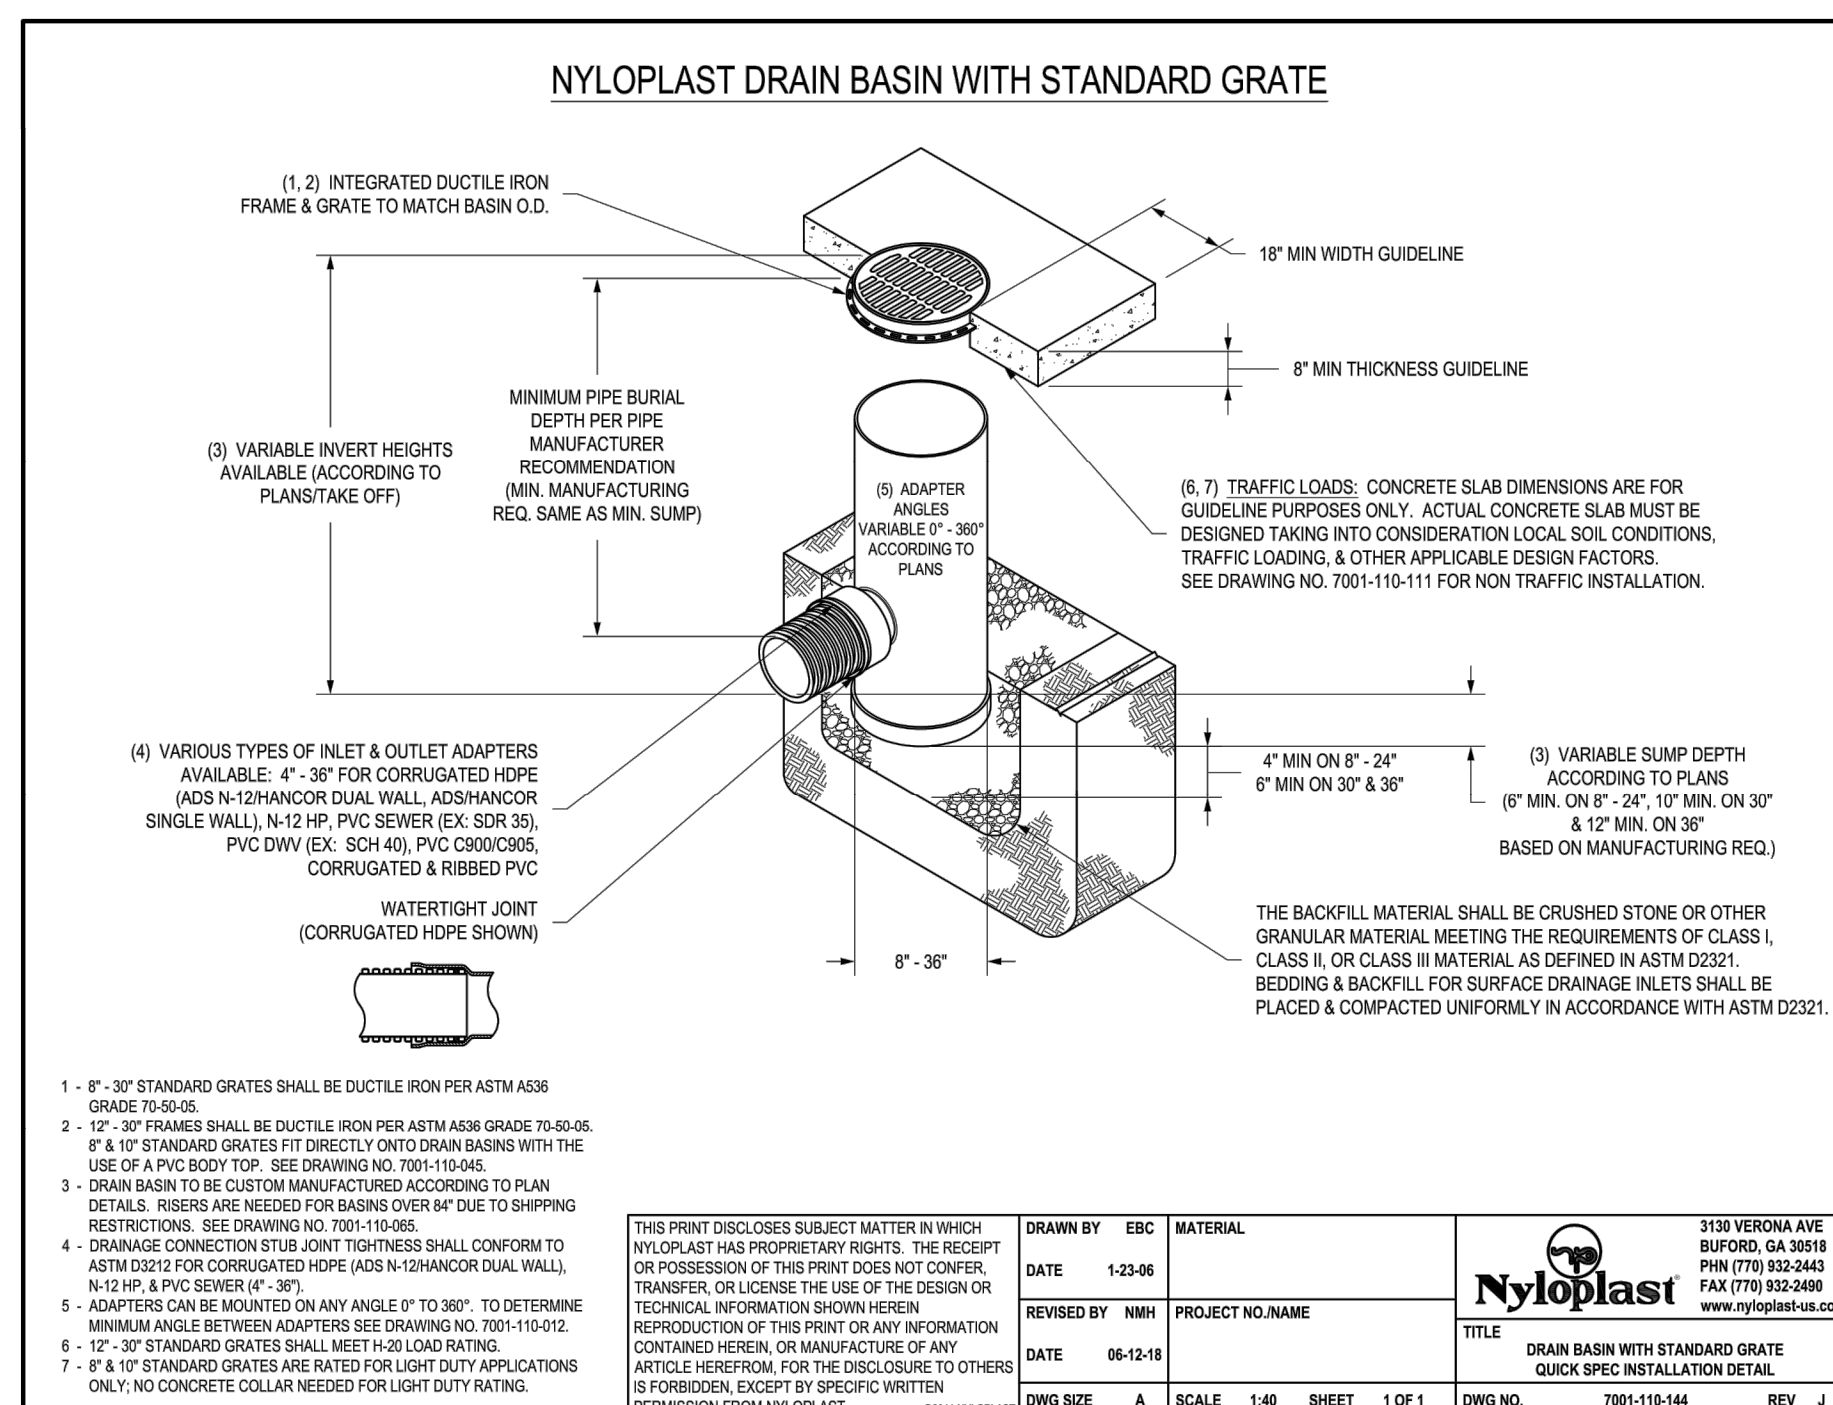 NYLOPLAST DRAIN BASIN WITH STANDARD GRATE
(1, 2) INTEGRATED DUCTILE IRON
FRAME & GRATE TO MATCH BASIN O.D.
18" MIN WIDTH GUIDELINE
8" MIN THICKNESS GUIDELINE
MINIMUM PIPE BURIAL
DEPTH PER PIPE
MANUFACTURER
RECOMMENDATION
(MIN. MANUFACTURING
REQ. SAME AS MIN. SUMP)
(3) VARIABLE INVERT HEIGHTS
AVAILABLE (ACCORDING TO
PLANS/TAKE OFF)
(5) ADAPTER
ANGLES
VARIABLE 0° - 360°
ACCORDING TO
PLANS
(6, 7) TRAFFIC LOADS: CONCRETE SLAB DIMENSIONS ARE FOR
GUIDELINE PURPOSES ONLY. ACTUAL CONCRETE SLAB MUST BE
DESIGNED TAKING INTO CONSIDERATION LOCAL SOIL CONDITIONS,
TRAFFIC LOADING, & OTHER APPLICABLE DESIGN FACTORS.
SEE DRAWING NO. 7001-110-111 FOR NON TRAFFIC INSTALLATION.
(4) VARIOUS TYPES OF INLET & OUTLET ADAPTERS
AVAILABLE: 4" - 36" FOR CORRUGATED HDPE
(ADS N-12/HANCOR DUAL WALL, ADS/HANCOR
SINGLE WALL), N-12 HP, PVC SEWER (EX: SDR 35),
PVC DWV (EX: SCH 40), PVC C900/C905,
CORRUGATED & RIBBED PVC
4" MIN ON 8" - 24"
6" MIN ON 30" & 36"
(3) VARIABLE SUMP DEPTH
ACCORDING TO PLANS
(6" MIN. ON 8" - 24", 10" MIN. ON 30"
& 12" MIN. ON 36"
BASED ON MANUFACTURING REQ.)
WATERTIGHT JOINT
(CORRUGATED HDPE SHOWN)
8" - 36"
THE BACKFILL MATERIAL SHALL BE CRUSHED STONE OR OTHER
GRANULAR MATERIAL MEETING THE REQUIREMENTS OF CLASS I,
CLASS II, OR CLASS III MATERIAL AS DEFINED IN ASTM D2321.
BEDDING & BACKFILL FOR SURFACE DRAINAGE INLETS SHALL BE
PLACED & COMPACTED UNIFORMLY IN ACCORDANCE WITH ASTM D2321.
1 - 8" - 30" STANDARD GRATES SHALL BE DUCTILE IRON PER ASTM A536
GRADE 70-50-05.
2 - 12" - 30" FRAMES SHALL BE DUCTILE IRON PER ASTM A536 GRADE 70-50-05.
8" & 10" STANDARD GRATES FIT DIRECTLY ONTO DRAIN BASINS WITH THE
USE OF A PVC BODY TOP. SEE DRAWING NO. 7001-110-045.
3 - DRAIN BASIN TO BE CUSTOM MANUFACTURED ACCORDING TO PLAN
DETAILS. RISERS ARE NEEDED FOR BASINS OVER 84" DUE TO SHIPPING
RESTRICTIONS. SEE DRAWING NO. 7001-110-065.
4 - DRAINAGE CONNECTION STUB JOINT TIGHTNESS SHALL CONFORM TO
ASTM D3212 FOR CORRUGATED HDPE (ADS N-12/HANCOR DUAL WALL),
N-12 HP, & PVC SEWER (4" - 36").
5 - ADAPTERS CAN BE MOUNTED ON ANY ANGLE 0° TO 360°. TO DETERMINE
MINIMUM ANGLE BETWEEN ADAPTERS SEE DRAWING NO. 7001-110-012.
6 - 12" - 30" STANDARD GRATES SHALL MEET H-20 LOAD RATING.
7 - 8" & 10" STANDARD GRATES ARE RATED FOR LIGHT DUTY APPLICATIONS
ONLY; NO CONCRETE COLLAR NEEDED FOR LIGHT DUTY RATING.
THIS PRINT DISCLOSES SUBJECT MATTER IN WHICH
NYLOPLAST HAS PROPRIETARY RIGHTS. THE RECEIPT
OR POSSESSION OF THIS PRINT DOES NOT CONFER,
TRANSFER, OR LICENSE THE USE OF THE DESIGN OR
TECHNICAL INFORMATION SHOWN HEREIN
REPRODUCTION OF THIS PRINT OR ANY INFORMATION
CONTAINED HEREIN, OR MANUFACTURE OF ANY
ARTICLE HEREFROM, FOR THE DISCLOSURE TO OTHERS
IS FORBIDDEN, EXCEPT BY SPECIFIC WRITTEN
PERMISSION FROM NYLOPLAST.
DRAWN BY EBC
DATE 1-23-06
REVISED BY NMH
DATE 06-12-18
DWG SIZE A
MATERIAL
PROJECT NO./NAME
SCALE 1:40 SHEET 1 OF 1
Nyloplast
3130 VERONA AVE
BUFORD, GA 30518
PHN (770) 932-2443
FAX (770) 932-2490
www.nyloplast-us.co
TITLE
DRAIN BASIN WITH STANDARD GRATE
QUICK SPEC INSTALLATION DETAIL
DWG NO. 7001-110-144 REV J